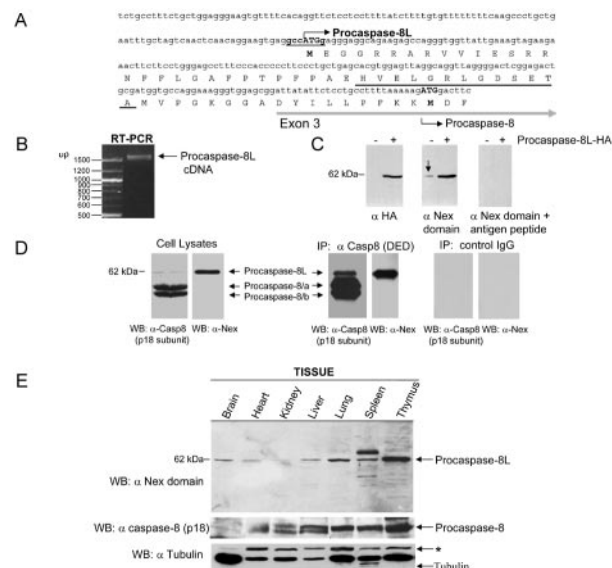 A
tctgcctttctgctggagggaagtgttttcacaggttctcctccttttatcttttgtgtttttttttcaagccctgctg
aatttgctagtctaactacaacaggaagtgaggccATGgagggaggcagaagagccagggtggttattgagagtagaaga
Procaspase-8L
M E G G R R A R V V I E S R R
aacttcttcctgggagcctttcccaccccctttcccgctgagcacgtggagctaggcaggttaggggactcggagact
N F F L G A F P T P F P A E H V E L G R L G D S E T
gcgatggtgccaggaaagggtggagcggattatattctcctgccttttaaaaagATGgacttc
A M V P G K G G A D Y I L L P F K K M D F
Exon 3
Procaspase-8
B
RT-PCR
1500
1200
1000
900
800
700
600
500
Procaspase-8L
cDNA
C
- + - + - + Procaspase-8L-HA
62 kDa
α HA
α Nex
domain
α Nex domain +
antigen peptide
D
Cell Lysates
IP: α Casp8 (DED)
IP: control IgG
62 kDa
Procaspase-8L
Procaspase-8/a
Procaspase-8/b
WB: α-Casp8
(p18 subunit)
WB: α-Nex
WB: α-Casp8
(p18 subunit)
WB: α-Nex
WB: α-Casp8
(p18 subunit)
WB: α-Nex
E
TISSUE
Brain Heart Kidney Liver Lung Spleen Thymus
62 kDa
Procaspase-8L
WB: α Nex domain
WB: α caspase-8 (p18)
Procaspase-8
WB: α Tubulin
*
Tubulin